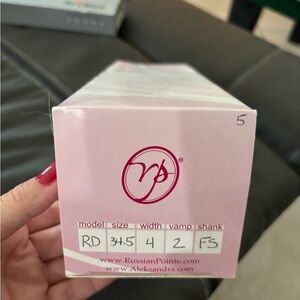 5
rp®
model size width vamp shank
RD 34.5 4 2 FS
www.RussianPointe.com
www.Aleksandra.com